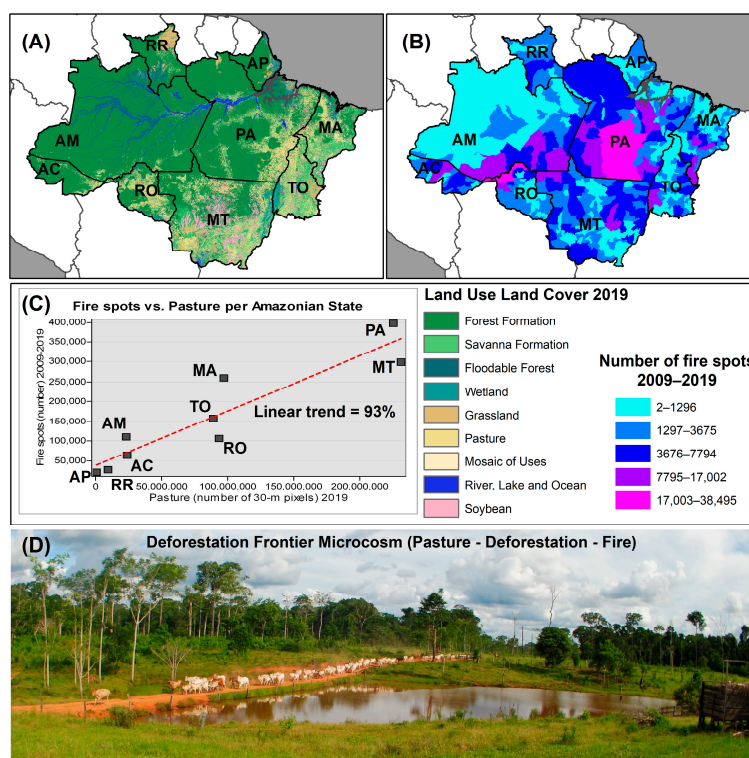 (A)
RR
AP
AM
PA
MA
AC
RO
TO
MT
(B)
RR
AP
AM
PA
MA
AC
RO
TO
MT
(C)
Fire spots vs. Pasture per Amazonian State
Fire spots (number) 2009-2019
400,000
350,000
300,000
250,000
200,000
150,000
100,000
50,000
PA
MT
MA
TO
Linear trend = 93%
AM
RO
AC
AP
RR
0
50,000,000.000
100,000.000
150,000.000
200,000.000
Pasture (number of 30-m pixels) 2019
Land Use Land Cover 2019
Forest Formation
Savanna Formation
Floodable Forest
Wetland
Grassland
Pasture
Mosaic of Uses
River, Lake and Ocean
Soybean
Number of fire spots
2009–2019
2–1296
1297–3675
3676–7794
7795–17,002
17,003–38,495
(D)
Deforestation Frontier Microcosm (Pasture - Deforestation - Fire)